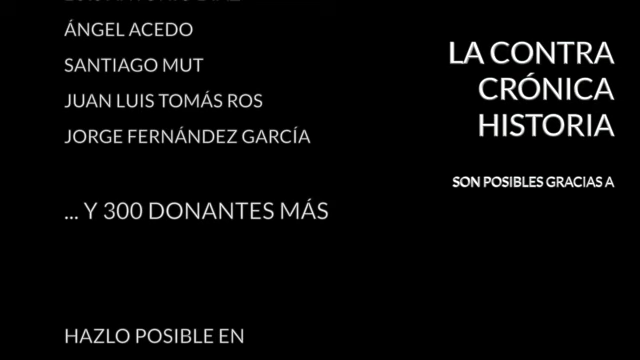 ÁNGEL ACEDO
SANTIAGO MUT
JUAN LUIS TOMÁS ROS
JORGE FERNÁNDEZ GARCÍA
... Y 300 DONANTES MÁS
HAZLO POSIBLE EN
LA CONTRA
CRÓNICA
HISTORIA
SON POSIBLES GRACIAS A